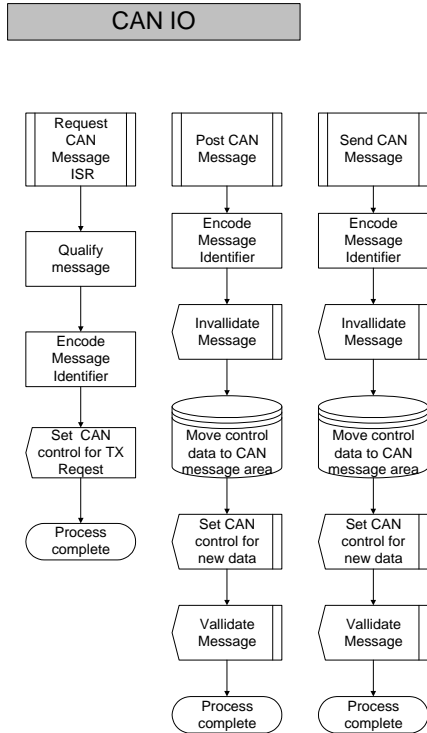 CAN IO
Request
CAN
Message
ISR
Qualify
message
Encode
Message
Identifier
Set CAN
control for TX
Reqest
Process
complete
Post CAN
Message
Encode
Message
Identifier
Invallidate
Message
Move control
data to CAN
message area
Set CAN
control for
new data
Vallidate
Message
Process
complete
Send CAN
Message
Encode
Message
Identifier
Invallidate
Message
Move control
data to CAN
message area
Set CAN
control for
new data
Vallidate
Message
Process
complete